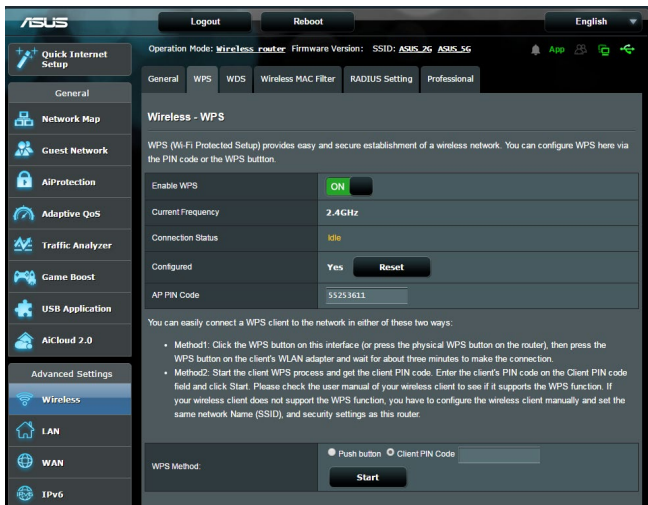 ASUS Logout Reboot English
Quick Internet
Setup
Operation Mode: Wireless router Firmware Version: SSID: ASUS_2G ASUS_5G App
General WPS WDS Wireless MAC Filter RADIUS Setting Professional
General
Network Map
Guest Network
AiProtection
Adaptive QoS
Traffic Analyzer
Game Boost
USB Application
AiCloud 2.0
Advanced Settings
Wireless
LAN
WAN
IPv6
Wireless - WPS
WPS (Wi-Fi Protected Setup) provides easy and secure establishment of a wireless network. You can configure WPS here via
the PIN code or the WPS buttton.
Enable WPS ON
Current Frequency 2.4GHz
Connection Status Idle
Configured Yes Reset
AP PIN Code 55253611
You can easily connect a WPS client to the network in either of these two ways:
• Method1: Click the WPS button on this interface (or press the physical WPS button on the router), then press the
WPS button on the client's WLAN adapter and wait for about three minutes to make the connection.
• Method2: Start the client WPS process and get the client PIN code. Enter the client's PIN code on the Client PIN code
field and click Start. Please check the user manual of your wireless client to see if it supports the WPS function. If
your wireless client does not support the WPS function, you have to configure the wireless client manually and set the
same network Name (SSID), and security settings as this router.
WPS Method: Push button Client PIN Code
Start